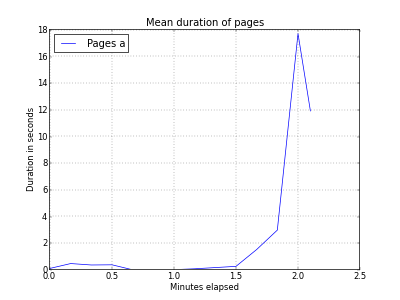 Mean duration of pages
18
16
14
12
10
8
6
4
2
0
Duration in seconds
Pages a
0.0 0.5 1.0 1.5 2.0 2.5
Minutes elapsed